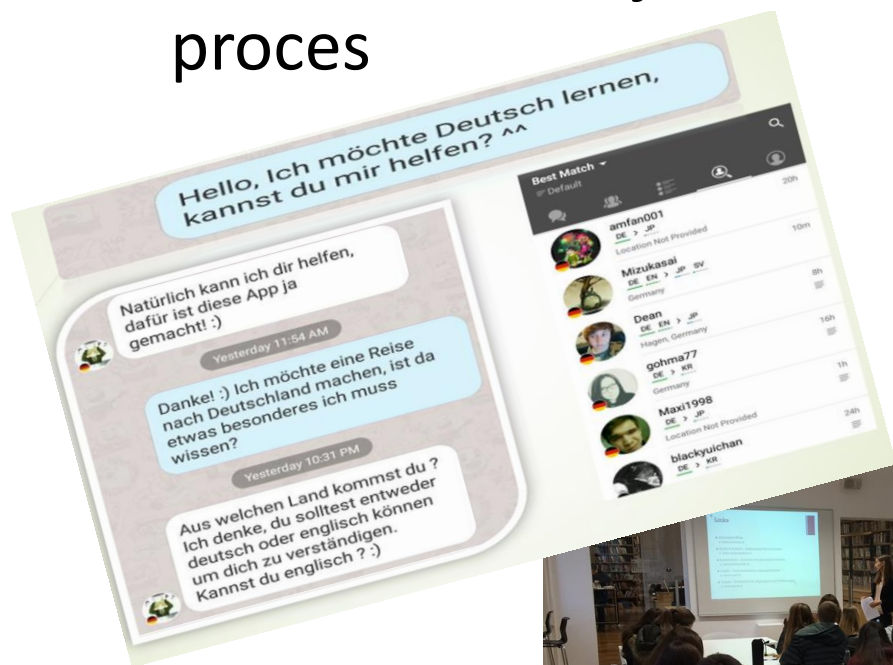 proces
Hello, Ich möchte Deutsch lernen,
kannst du mir helfen? ^^
Natürlich kann ich dir helfen,
dafür ist diese App ja
gemacht! :)
Yesterday 11:54 AM
Danke! :) Ich möchte eine Reise
nach Deutschland machen, ist da
etwas besonderes ich muss
wissen?
Yesterday 10:31 PM
Aus welchen Land kommst du ?
Ich denke, du solltest entweder
deutsch oder englisch können
um dich zu verständigen.
Kannst du englisch ? :)
Best Match
Default
amfan001
20h
DE > JP
Location Not Provided
Mizukasai
10m
DE EN > JP SV
Germany
Dean
8h
DE EN > JP
Hagen, Germany
gohma77
16h
DE > KR
Germany
Maxi1998
1h
DE > JP
Location Not Provided
blackyuichan
24h
DE > KR